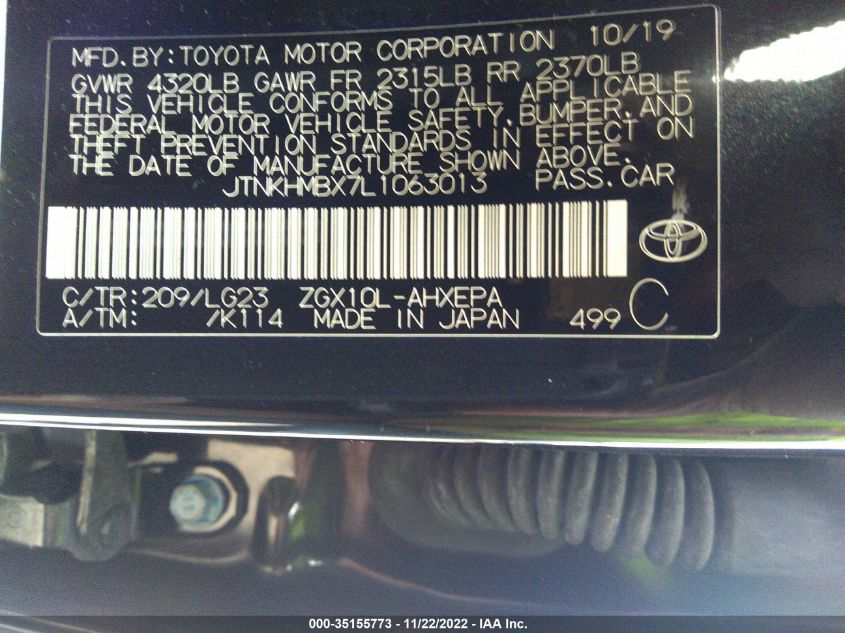 MFD.BY:TOYOTA MOTOR CORPORATION 10/19
GVWR 4320LB GAWR FR 2315LB RR 2370LB
THIS VEHICLE CONFORMS TO ALL APPLICABLE
FEDERAL MOTOR VEHICLE SAFETY,BUMPER,AND
THEFT PREVENTION STANDARDS IN EFFECT ON
THE DATE OF MANUFACTURE SHOWN ABOVE.
JTNKHMBX7L1063013 PASS.CAR
C/TR:209/LG23 ZGX10L-AHXEPA
A/TM: /K114 MADE IN JAPAN 499 C
000-35155773 - 11/22/2022 - IAA Inc.